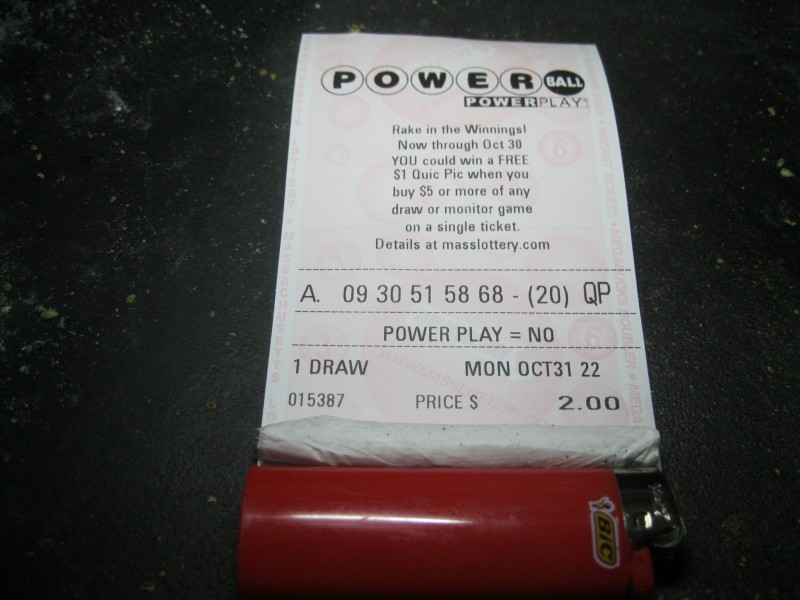 POWERBALL
POWERPLAY
Rake in the Winnings!
Now through Oct 30
YOU could win a FREE
$1 Quic Pic when you
buy $5 or more of any
draw or monitor game
on a single ticket.
Details at masslottery.com
A. 09 30 51 58 68 - (20) QP
POWER PLAY = NO
1 DRAW MON OCT31 22
015387 PRICE $ 2.00
BIC